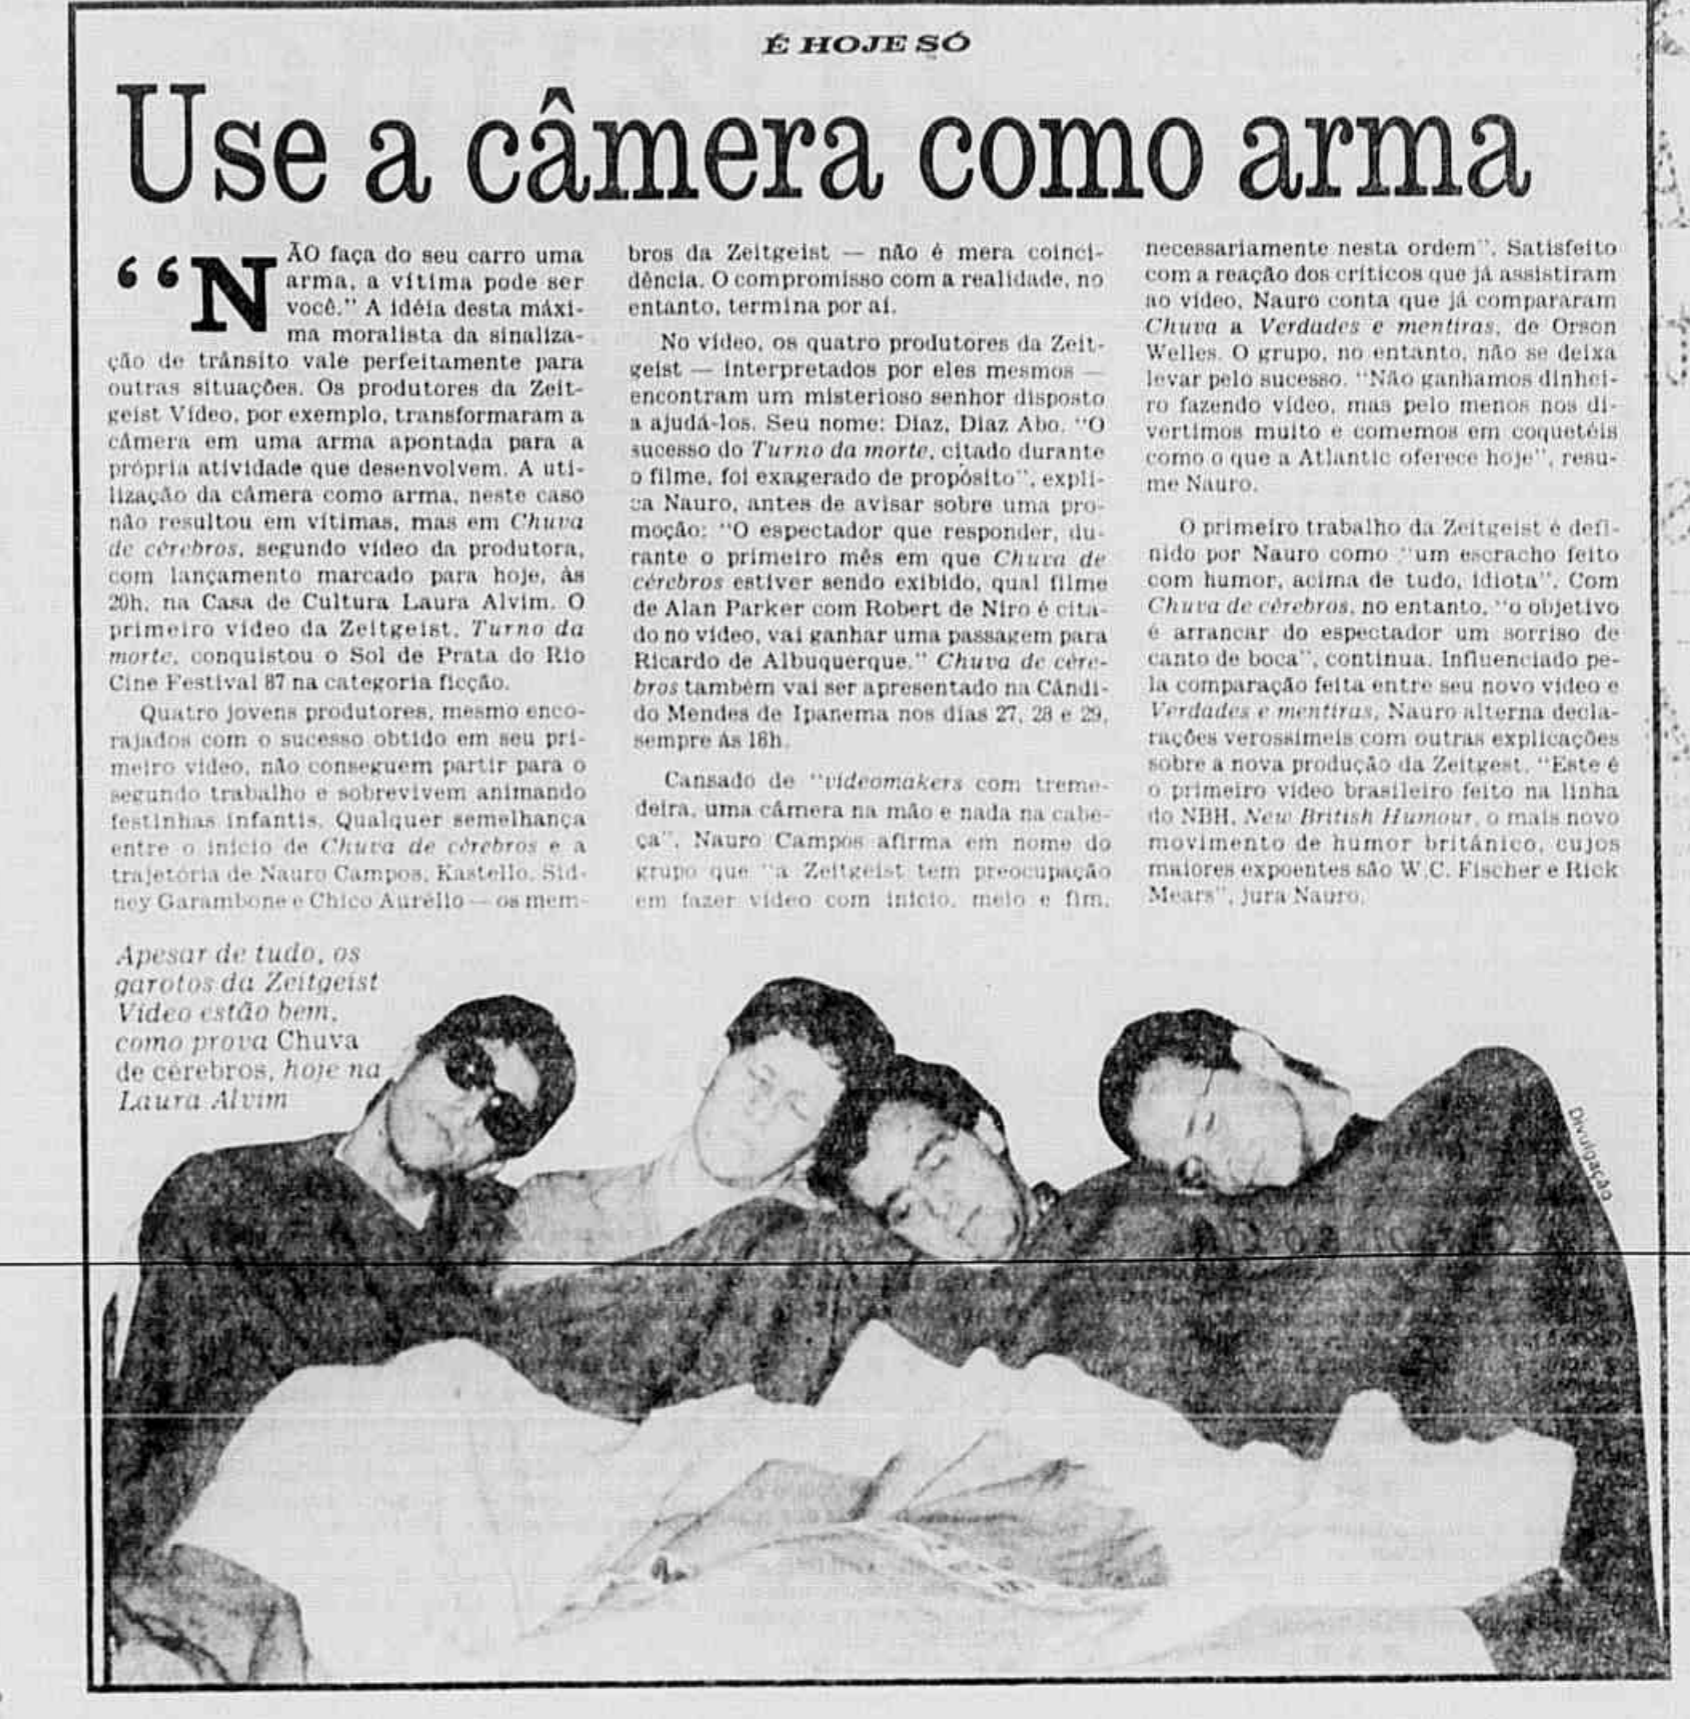 É HOJE SÓ
Use a câmera como arma
“NÃO faça do seu carro uma
arma, a vítima pode ser
você.” A idéia desta máxi-
ma moralista da sinaliza-
ção de trânsito vale perfeitamente para
outras situações. Os produtores da Zeit-
geist Vídeo, por exemplo, transformaram a
câmera em uma arma apontada para a
própria atividade que desenvolvem. A uti-
lização da câmera como arma, neste caso
não resultou em vítimas, mas em Chuva
de cérebros, segundo vídeo da produtora,
com lançamento marcado para hoje, às
20h, na Casa de Cultura Laura Alvim. O
primeiro vídeo da Zeitgeist, Turno da
morte, conquistou o Sol de Prata do Rio
Cine Festival 87 na categoria ficção.
Quatro jovens produtores, mesmo enco-
rajados com o sucesso obtido em seu pri-
meiro vídeo, não conseguem partir para o
segundo trabalho e sobrevivem animando
festinhas infantis. Qualquer semelhança
entre o início de Chuva de cérebros e a
trajetória de Nauro Campos, Kastello, Sid-
ney Garambone e Chico Aurélio — os mem-
bros da Zeitgeist — não é mera coinci-
dência. O compromisso com a realidade, no
entanto, termina por aí.
No vídeo, os quatro produtores da Zeit-
geist — interpretados por eles mesmos —
encontram um misterioso senhor disposto
a ajudá-los. Seu nome: Diaz, Diaz Abo. “O
sucesso do Turno da morte, citado durante
o filme, foi exagerado de propósito”, expli-
ca Nauro, antes de avisar sobre uma pro-
moção: “O espectador que responder, du-
rante o primeiro mês em que Chuva de
cérebros estiver sendo exibido, qual filme
de Alan Parker com Robert de Niro é cita-
do no vídeo, vai ganhar uma passagem para
Ricardo de Albuquerque.” Chuva de cére-
bros também vai ser apresentado na Cândi-
do Mendes de Ipanema nos dias 27, 28 e 29,
sempre às 18h.
Cansado de “videomakers com treme-
deira, uma câmera na mão e nada na cabe-
ça”, Nauro Campos afirma em nome do
grupo que “a Zeitgeist tem preocupação
em fazer vídeo com início, meio e fim,
necessariamente nesta ordem”. Satisfeito
com a reação dos críticos que já assistiram
ao vídeo, Nauro conta que já compararam
Chuva a Verdades e mentiras, de Orson
Welles. O grupo, no entanto, não se deixa
levar pelo sucesso. “Não ganhamos dinhei-
ro fazendo vídeo, mas pelo menos nos di-
vertimos muito e comemos em coquetéis
como o que a Atlantic oferece hoje”, resu-
me Nauro.
O primeiro trabalho da Zeitgeist é defi-
nido por Nauro como “um escracho feito
com humor, acima de tudo, idiota”. Com
Chuva de cérebros, no entanto, “o objetivo
é arrancar do espectador um sorriso de
canto de boca”, continua. Influenciado pe-
la comparação feita entre seu novo vídeo e
Verdades e mentiras, Nauro alterna decla-
rações verossímeis com outras explicações
sobre a nova produção da Zeitgest. “Este é
o primeiro vídeo brasileiro feito na linha
do NBH, New British Humour, o mais novo
movimento de humor britânico, cujos
maiores expoentes são W.C. Fischer e Rick
Mears”, jura Nauro.
Apesar de tudo, os
garotos da Zeitgeist
Vídeo estão bem,
como prova Chuva
de cérebros, hoje na
Laura Alvim
Divulgação